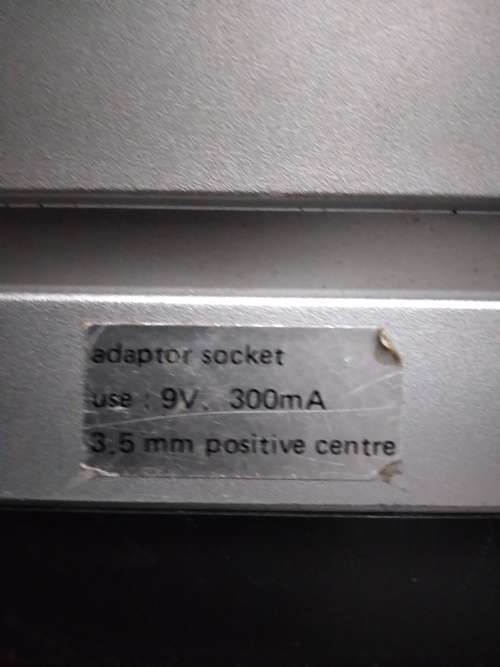 adaptor socket
use : 9V. 300mA
3.5 mm positive centre